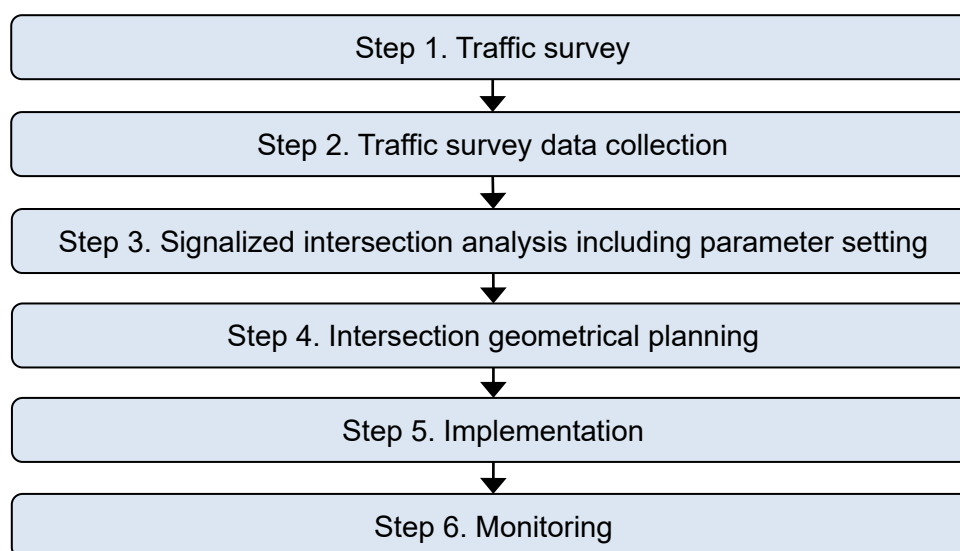 Step 1. Traffic survey
Step 2. Traffic survey data collection
Step 3. Signalized intersection analysis including parameter setting
Step 4. Intersection geometrical planning
Step 5. Implementation
Step 6. Monitoring